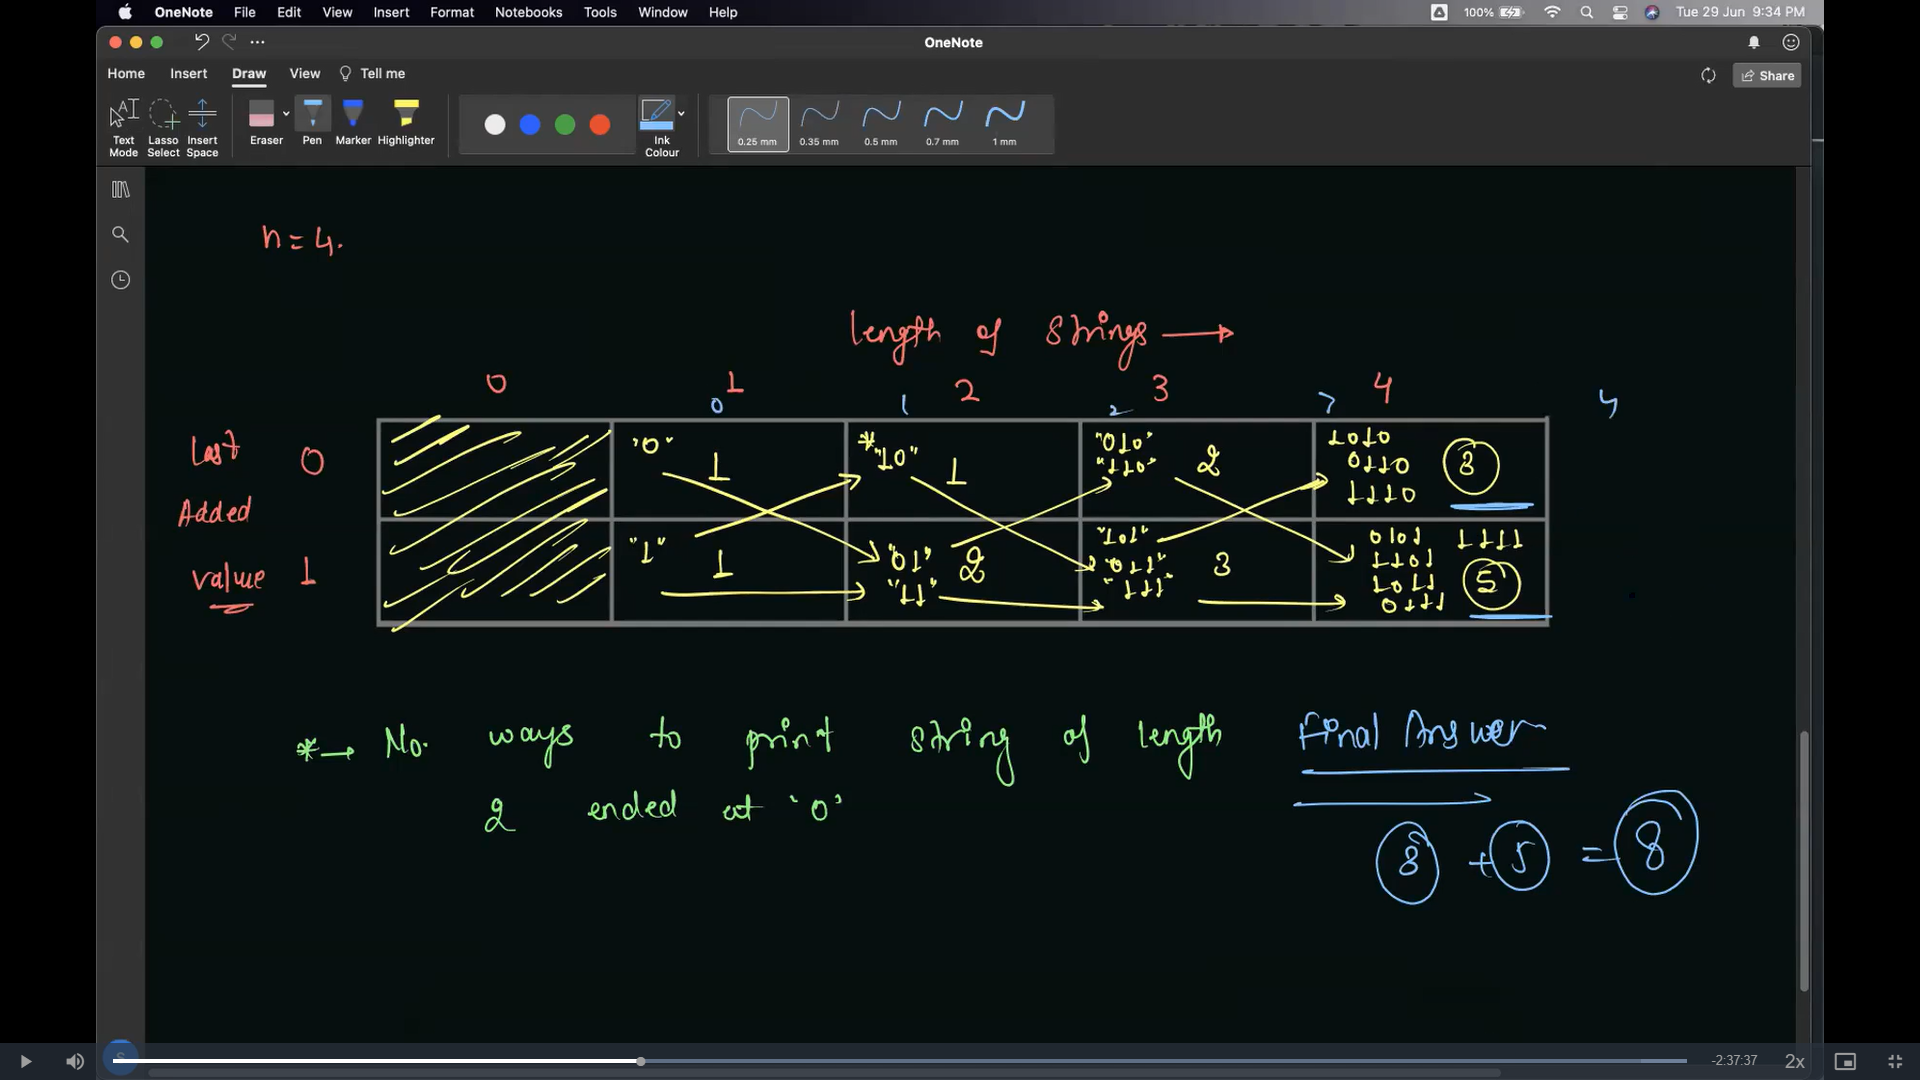 OneNote File Edit View Insert Format Notebooks Tools Window Help 100% Tue 29 Jun 9:34 PM
OneNote
Home Insert Draw View Tell me Share
Text Mode Lasso Select Insert Space Eraser Pen Marker Highlighter Ink Colour 0.25 mm 0.35 mm 0.5 mm 0.7 mm 1 mm
n=4.
length of strings →
0 1 2 3 4
0 1 2 4
Last Added value
0 "0" 1 * "10" 1 "010" "110" 2 1010 0110 1110 3
1 "1" 1 "01" "11" 2 "101" "011" "111" 3 0101 1101 1011 0111 1111 5
* → No. ways to print string of length
2 ended at '0'
Final Answer
3 + 5 = 8
-2:37:37 2x